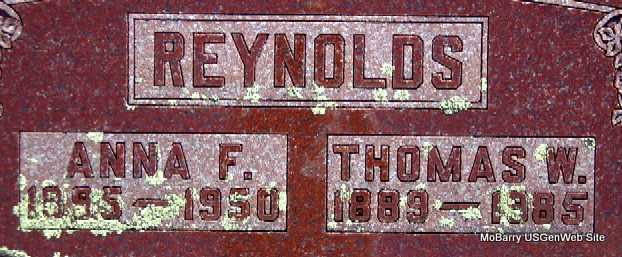 REYNOLDS
ANNA F.
1895 — 1950
THOMAS W.
1889 — 1985
MoBarry USGenWeb Site